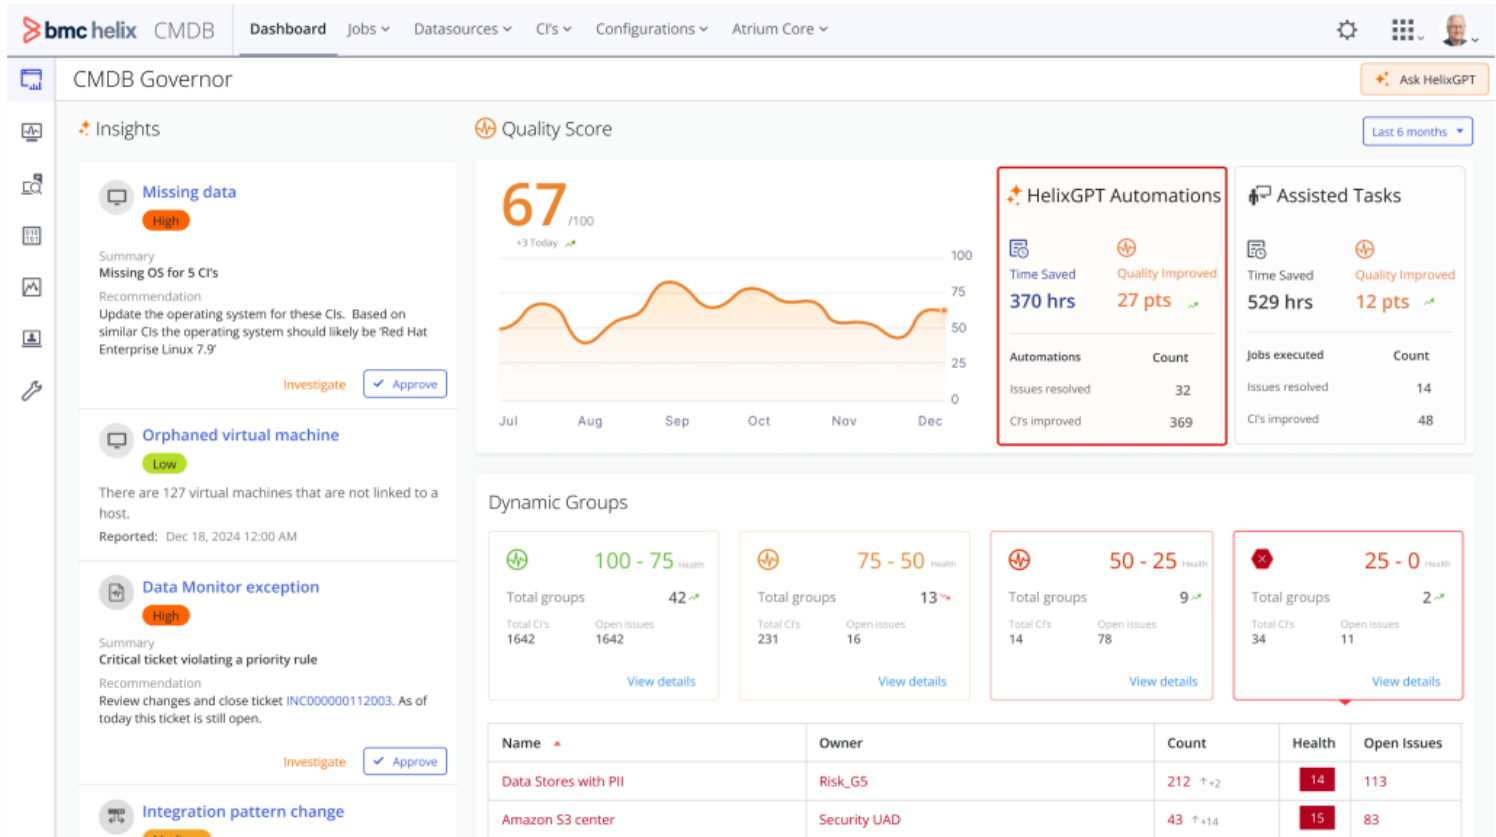 bmc helix CMDB Dashboard Jobs Datasources CI's Configurations Atrium Core
CMDB Governor
Ask HelixGPT
Insights
Missing data
High
Summary
Missing OS for 5 CI's
Recommendation
Update the operating system for these CIs. Based on
similar CIs the operating system should likely be 'Red Hat
Enterprise Linux 7.9'
Investigate Approve
Orphaned virtual machine
Low
There are 127 virtual machines that are not linked to a
host.
Reported: Dec 18, 2024 12:00 AM
Data Monitor exception
High
Summary
Critical ticket violating a priority rule
Recommendation
Review changes and close ticket INC000000112003. As of
today this ticket is still open.
Investigate Approve
Integration pattern change
Quality Score
Last 6 months
67 /100
+3 Today
100
75
50
25
0
Jul Aug Sep Oct Nov Dec
HelixGPT Automations
Time Saved Quality Improved
370 hrs 27 pts
Automations Count
Issues resolved 32
CI's improved 369
Assisted Tasks
Time Saved Quality Improved
529 hrs 12 pts
Jobs executed Count
Issues resolved 14
CI's improved 48
Dynamic Groups
100 - 75 Health
Total groups 42
Total CI's Open issues
1642 1642
View details
75 - 50 Health
Total groups 13
Total CI's Open issues
231 16
View details
50 - 25 Health
Total groups 9
Total CI's Open issues
14 78
View details
25 - 0 Health
Total groups 2
Total CI's Open issues
34 11
View details
Name Owner Count Health Open Issues
Data Stores with PII Risk_G5 212 +2 14 113
Amazon S3 center Security UAD 43 +14 15 83